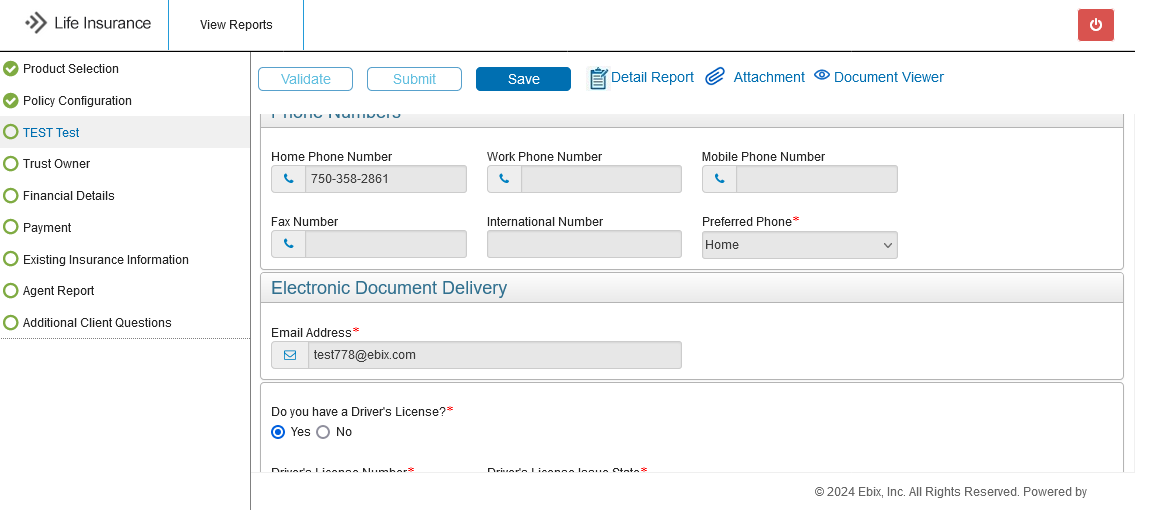 Life Insurance
View Reports
Product Selection
Policy Configuration
TEST Test
Trust Owner
Financial Details
Payment
Existing Insurance Information
Agent Report
Additional Client Questions
Validate
Submit
Save
Detail Report
Attachment
Document Viewer
Phone Numbers
Home Phone Number
Work Phone Number
Mobile Phone Number
750-358-2861
Fax Number
International Number
Preferred Phone*
Home
Electronic Document Delivery
Email Address*
test778@ebix.com
Do you have a Driver's License?*
Yes
No
Driver's License Number*
Driver's License Issue State*
© 2024 Ebix, Inc. All Rights Reserved. Powered by